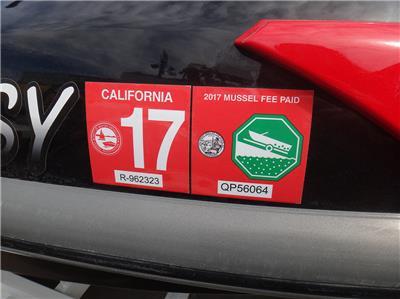 SY
CALIFORNIA
17
R-962323
2017 MUSSEL FEE PAID
QP56064